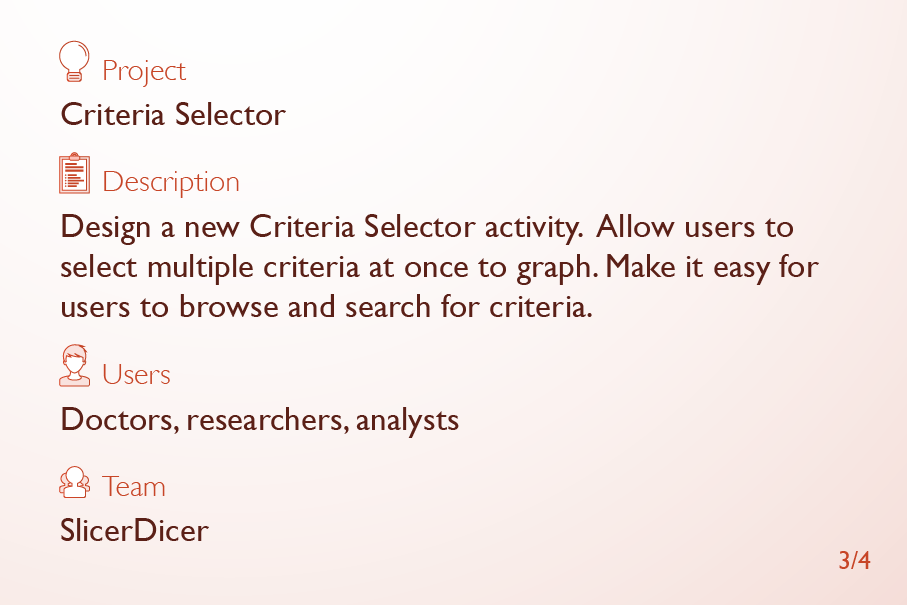 Project
Criteria Selector
Description
Design a new Criteria Selector activity. Allow users to
select multiple criteria at once to graph. Make it easy for
users to browse and search for criteria.
Users
Doctors, researchers, analysts
Team
SlicerDicer
3/4